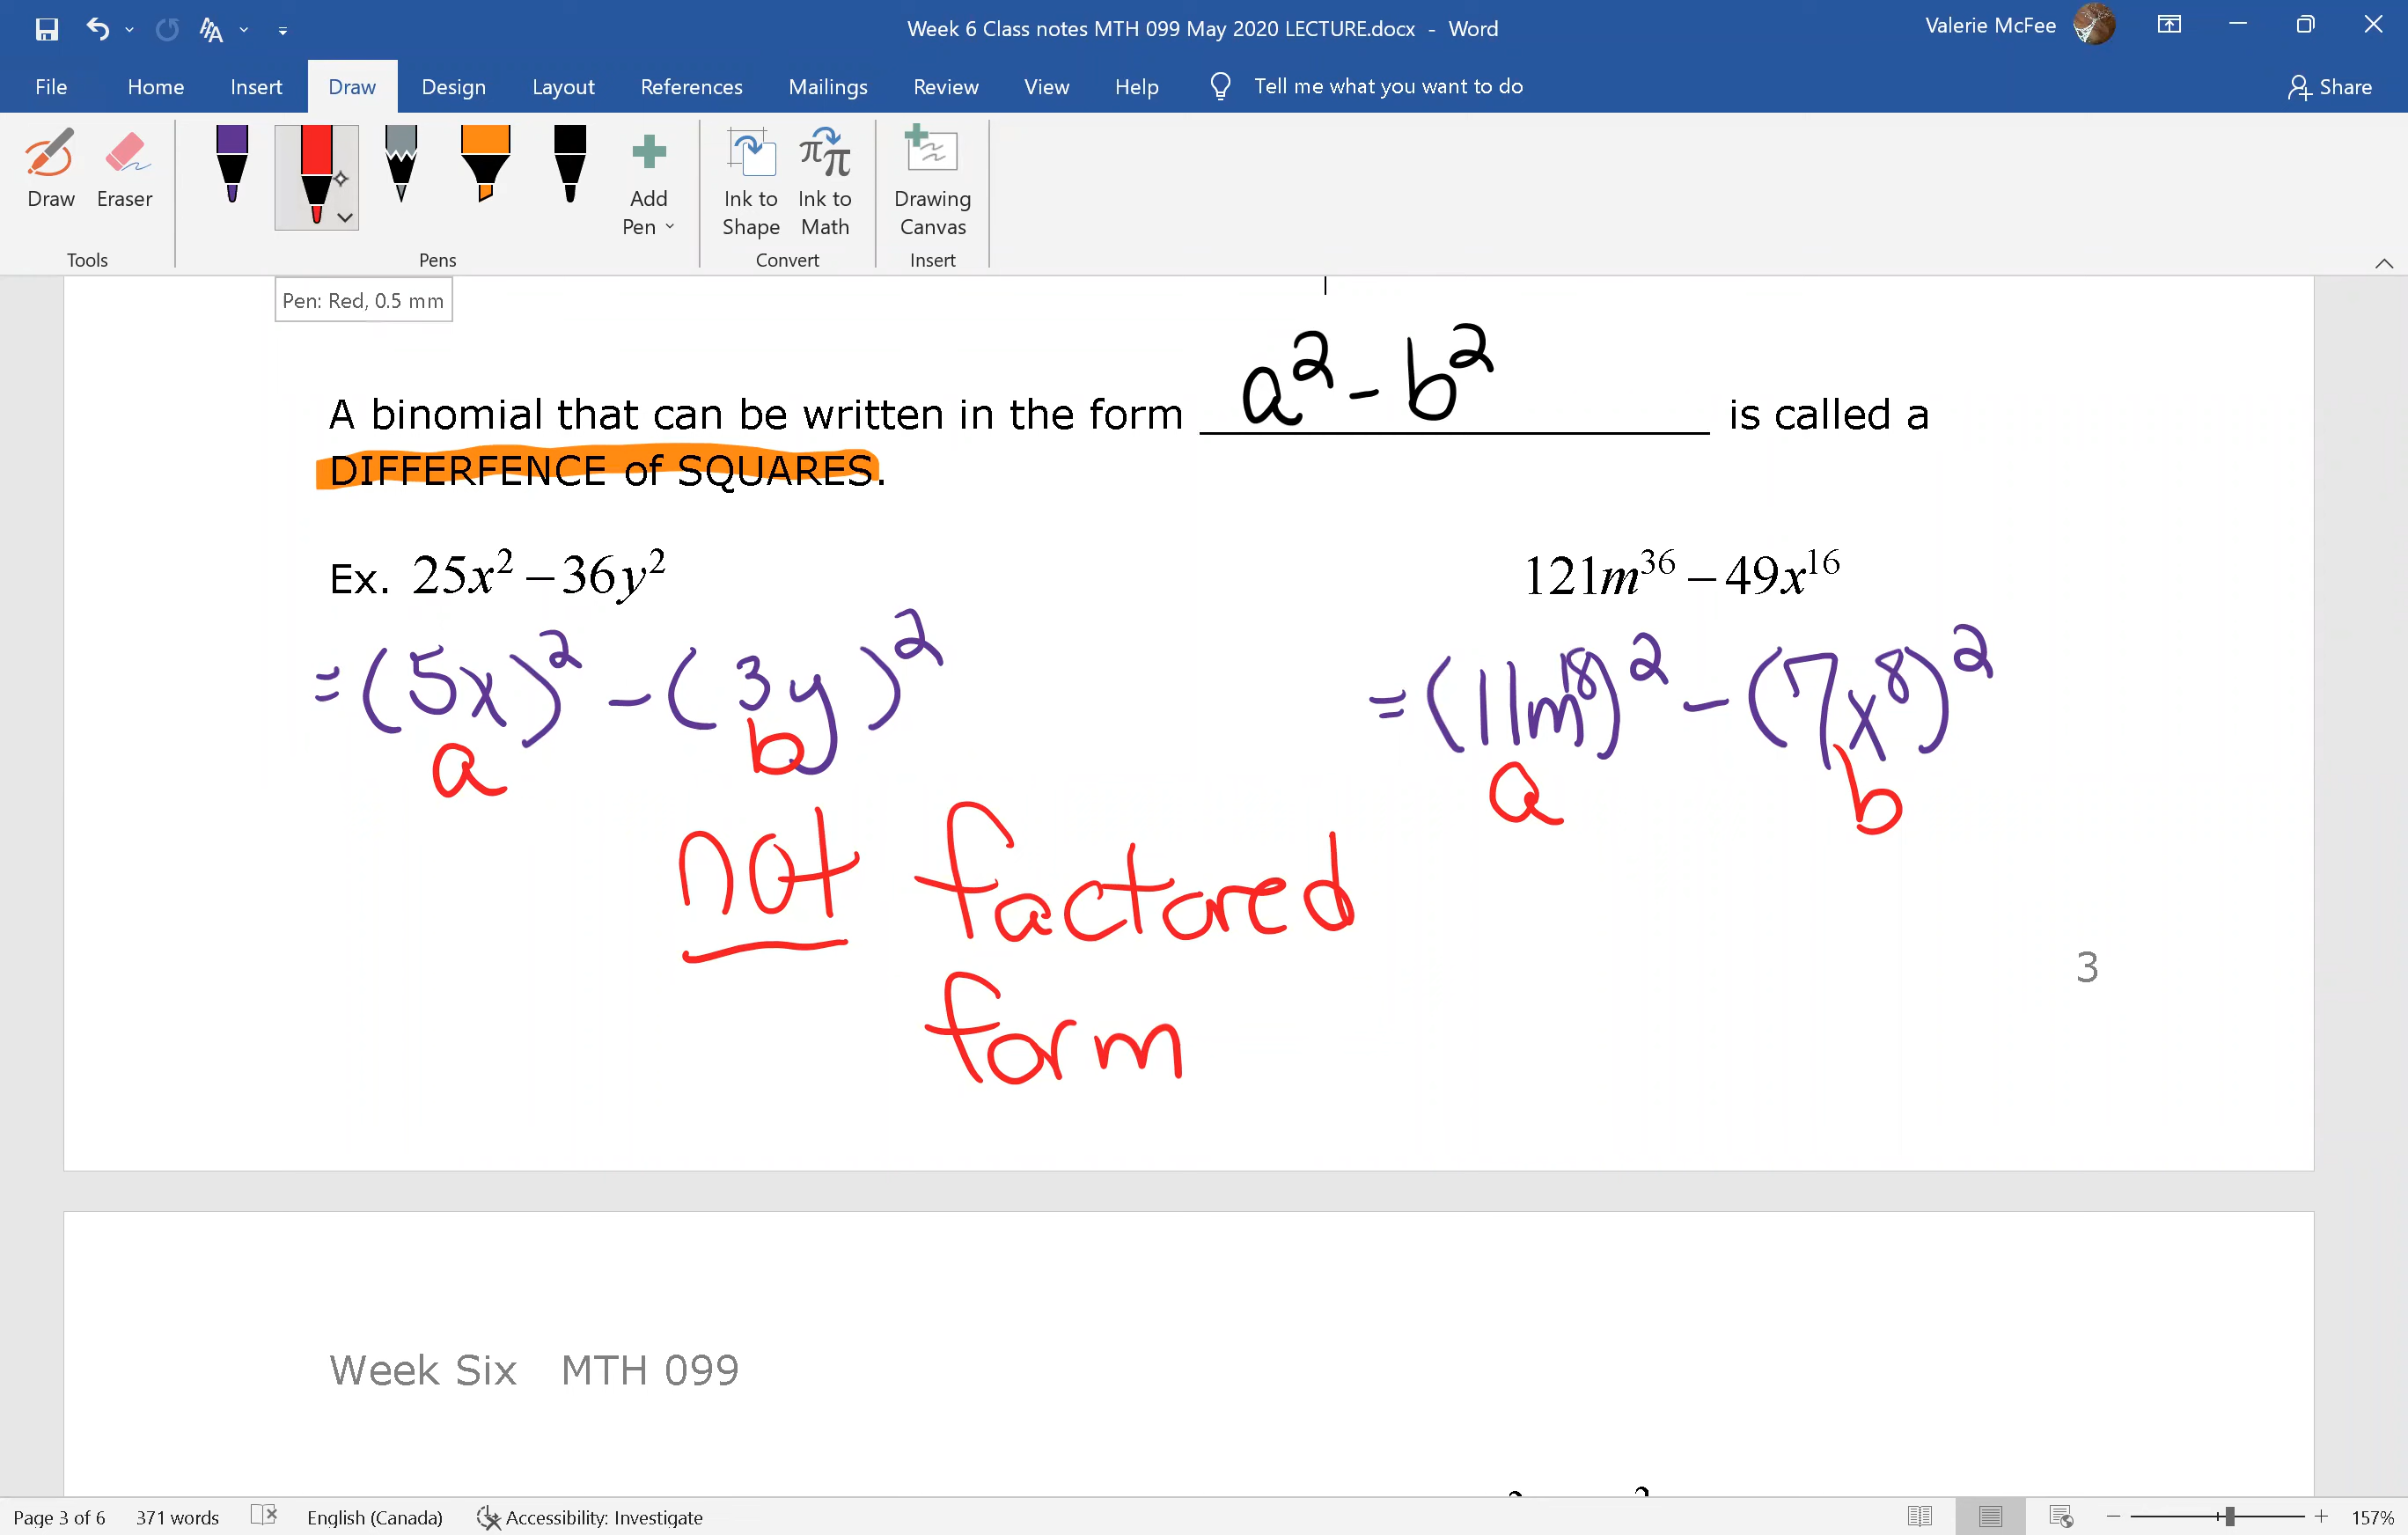 Week 6 Class notes MTH 099 May 2020 LECTURE.docx - Word
Valerie McFee
File Home Insert Draw Design Layout References Mailings Review View Help Tell me what you want to do Share
Draw Eraser Add Pen Ink to Shape Ink to Math Drawing Canvas
Tools Pens Convert Insert
Pen: Red, 0.5 mm
A binomial that can be written in the form a² - b² is called a
DIFFERFENCE of SQUARES.
Ex. 25x² – 36y² 121m³⁶ – 49x¹⁶
= (5x)² - (3y)² = (11m¹⁸)² - (7x⁸)²
a b a b
not factored
form
3
Week Six MTH 099
Page 3 of 6 371 words English (Canada) Accessibility: Investigate 157%